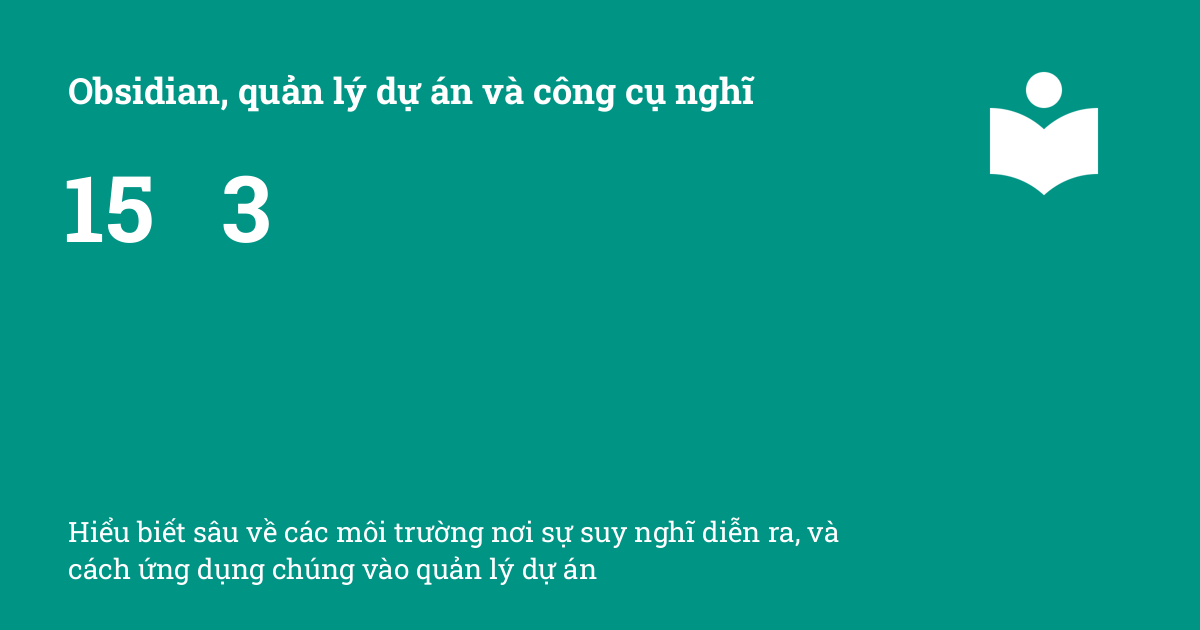 Obsidian, quản lý dự án và công cụ nghĩ
15 3
Hiểu biết sâu về các môi trường nơi sự suy nghĩ diễn ra, và
cách ứng dụng chúng vào quản lý dự án